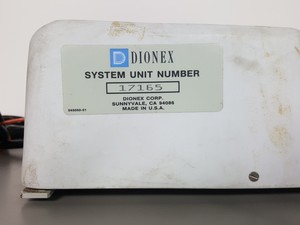 DIONEX
SYSTEM UNIT NUMBER
17165
DIONEX CORP.
SUNNYVALE, CA 94086
MADE IN U.S.A.